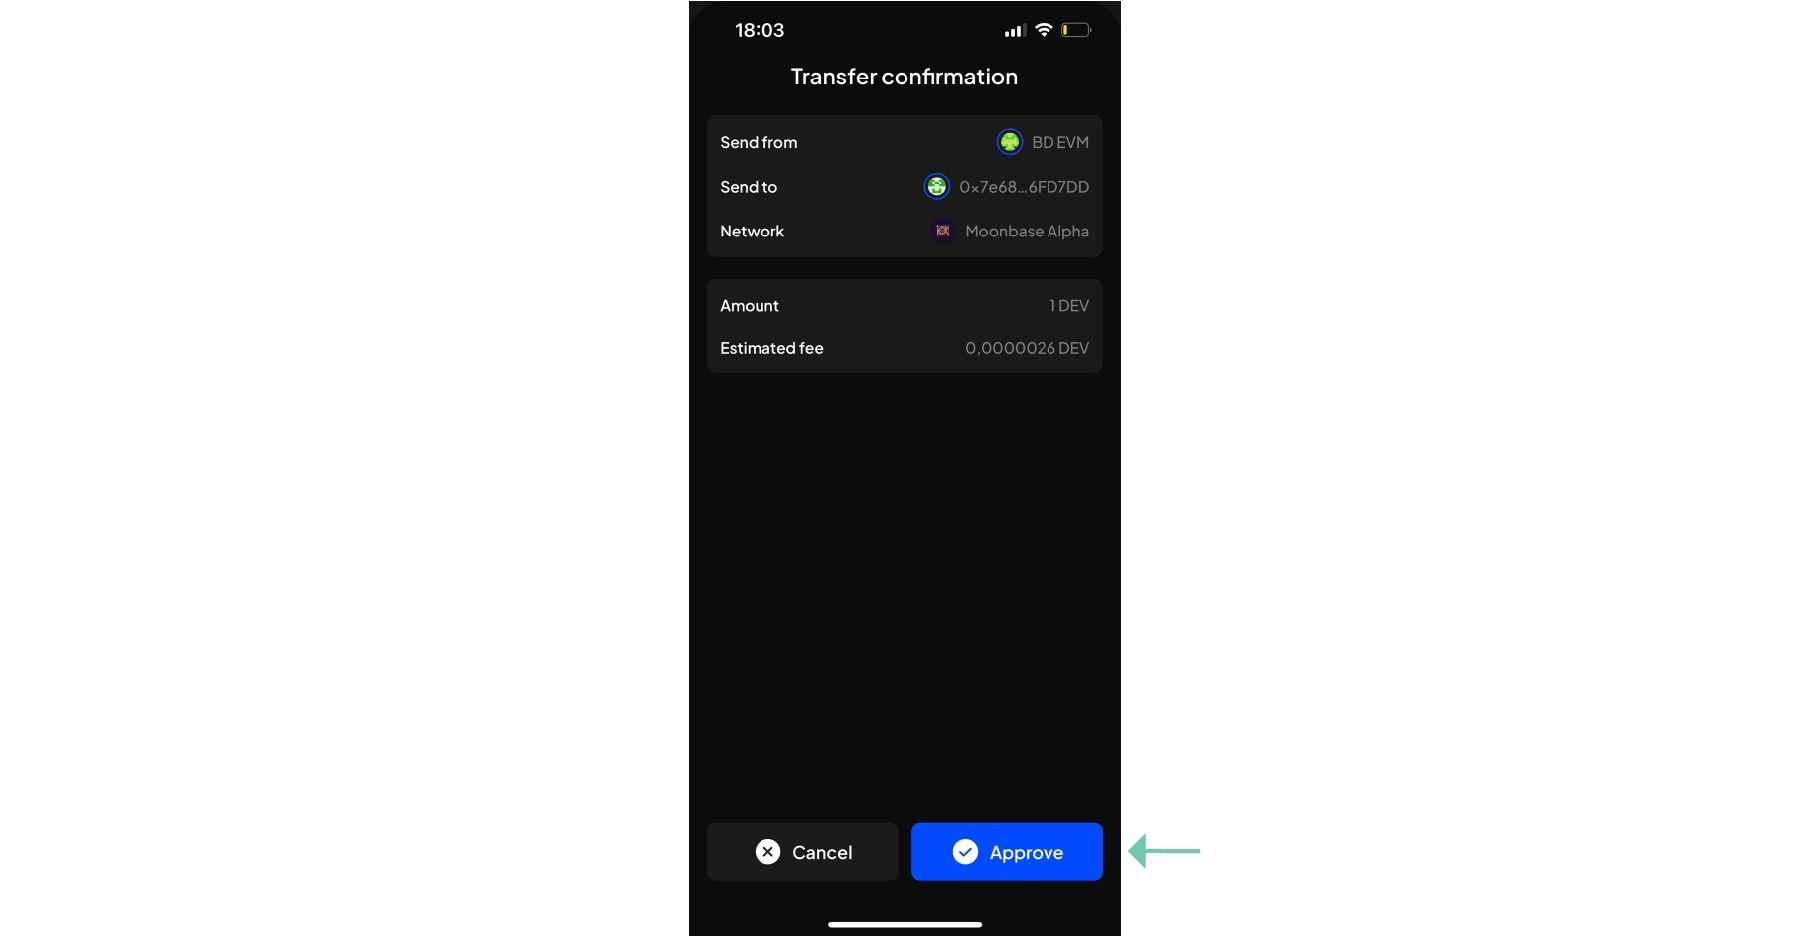 18:03
Transfer confirmation
Send from BD EVM
Send to 0x7e68...6FD7DD
Network Moonbase Alpha
Amount 1 DEV
Estimated fee 0,0000026 DEV
Cancel Approve